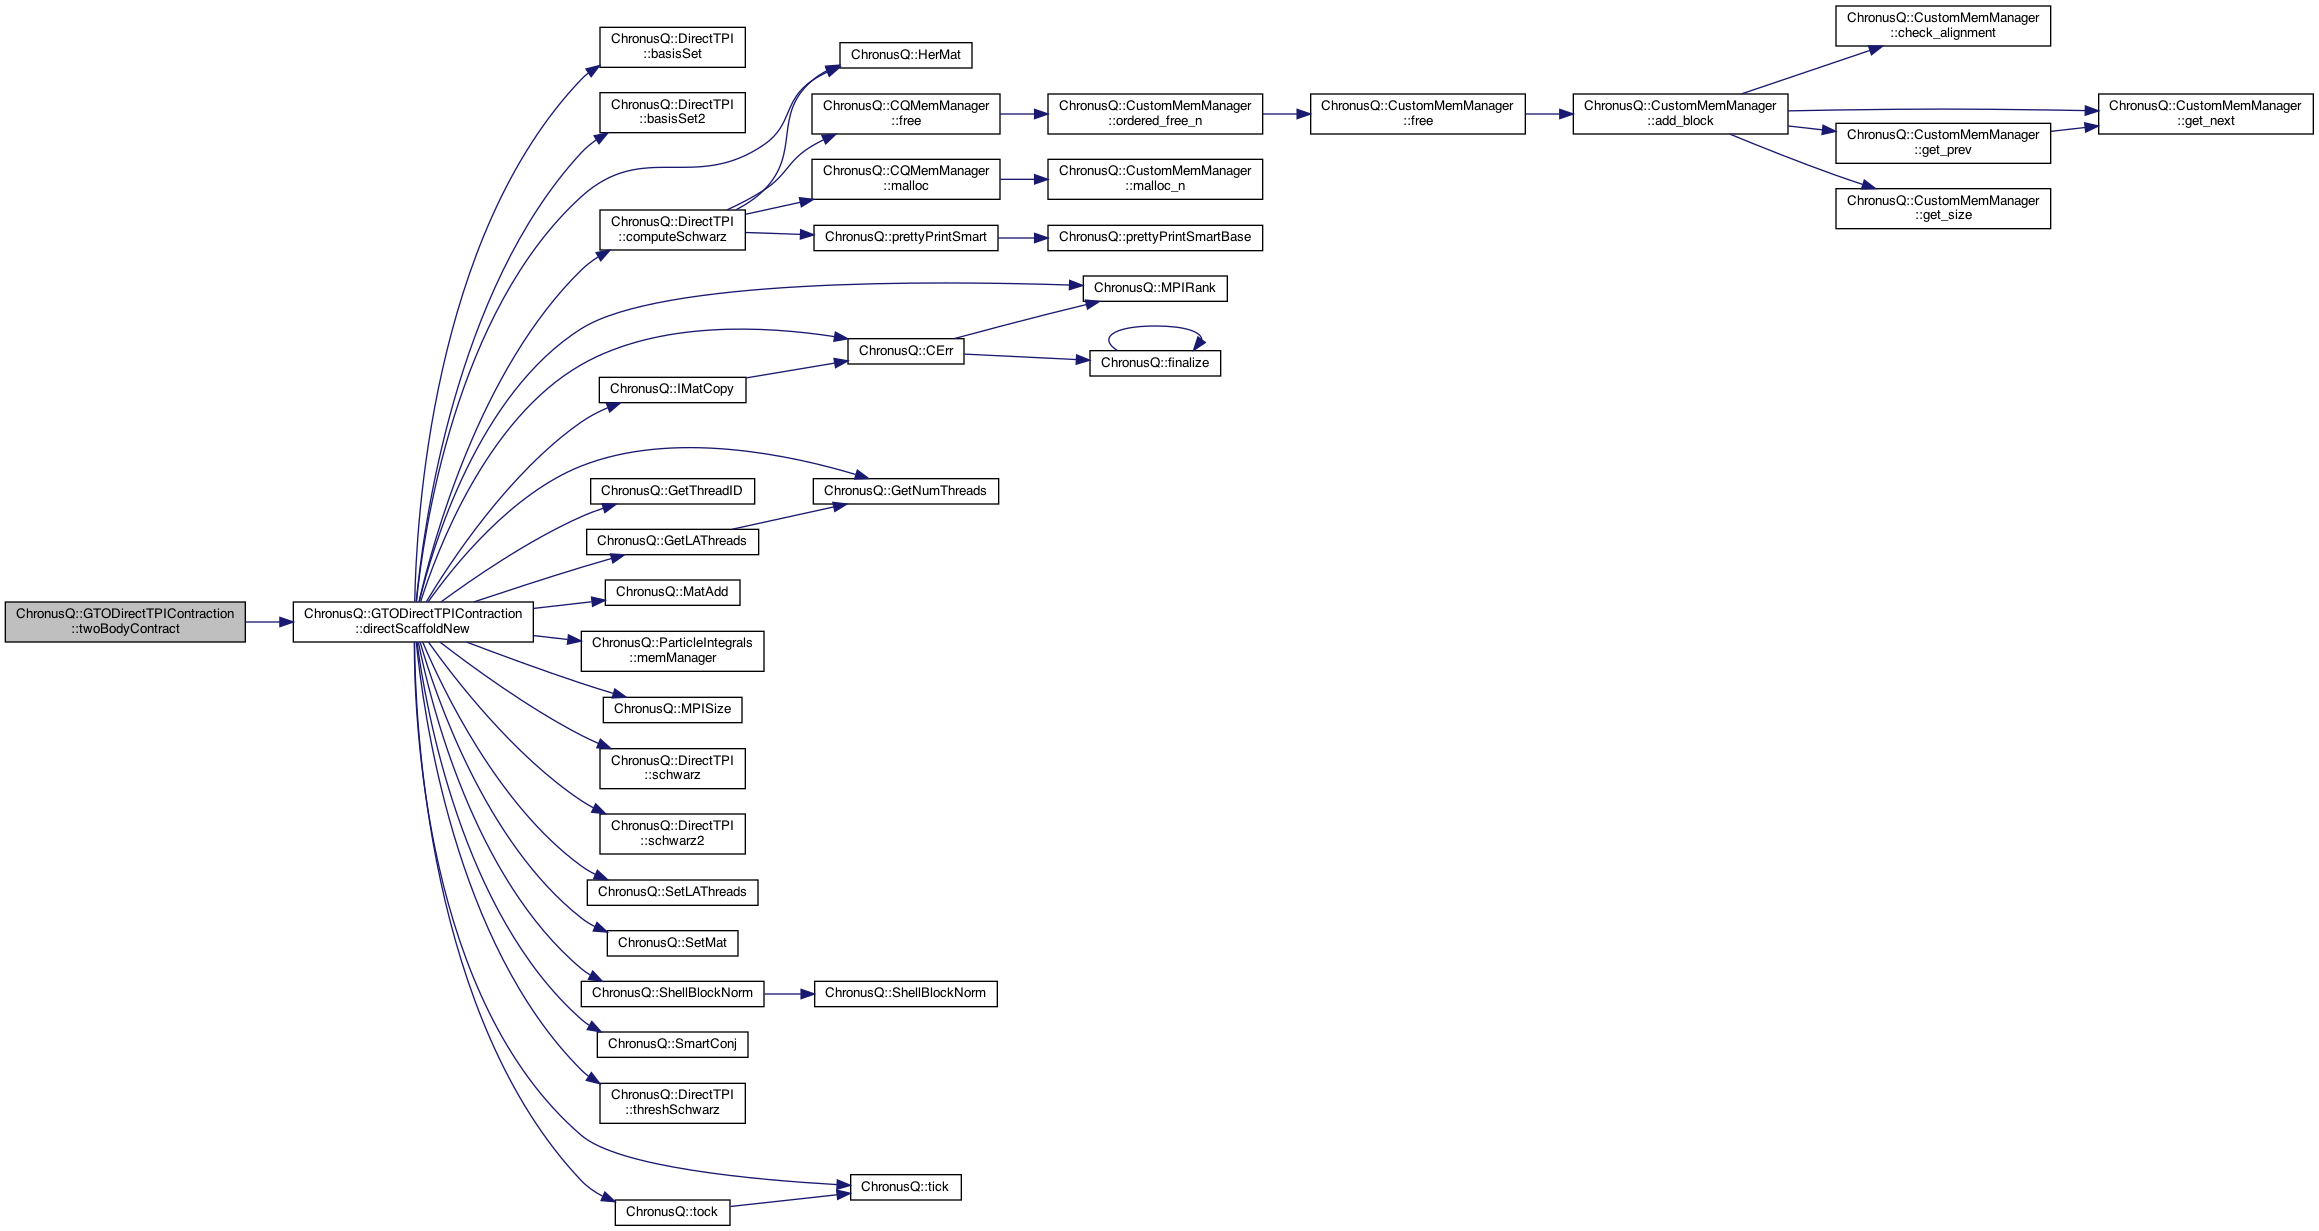 ChronusQ::GTODirectTPIContraction
::twoBodyContract
ChronusQ::GTODirectTPIContraction
::directScaffoldNew
ChronusQ::DirectTPI
::basisSet
ChronusQ::DirectTPI
::basisSet2
ChronusQ::HerMat
ChronusQ::DirectTPI
::computeSchwarz
ChronusQ::CQMemManager
::free
ChronusQ::CustomMemManager
::ordered_free_n
ChronusQ::CustomMemManager
::free
ChronusQ::CustomMemManager
::add_block
ChronusQ::CustomMemManager
::check_alignment
ChronusQ::CustomMemManager
::get_next
ChronusQ::CustomMemManager
::get_prev
ChronusQ::CustomMemManager
::get_size
ChronusQ::CQMemManager
::malloc
ChronusQ::CustomMemManager
::malloc_n
ChronusQ::prettyPrintSmart
ChronusQ::prettyPrintSmartBase
ChronusQ::MPIRank
ChronusQ::CErr
ChronusQ::finalize
ChronusQ::IMatCopy
ChronusQ::GetThreadID
ChronusQ::GetNumThreads
ChronusQ::GetLAThreads
ChronusQ::MatAdd
ChronusQ::ParticleIntegrals
::memManager
ChronusQ::MPISize
ChronusQ::DirectTPI
::schwarz
ChronusQ::DirectTPI
::schwarz2
ChronusQ::SetLAThreads
ChronusQ::SetMat
ChronusQ::ShellBlockNorm
ChronusQ::ShellBlockNorm
ChronusQ::SmartConj
ChronusQ::DirectTPI
::threshSchwarz
ChronusQ::tick
ChronusQ::tock